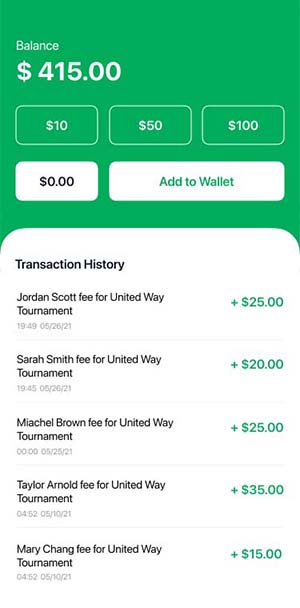 Balance
$ 415.00
$10
$50
$100
$0.00
Add to Wallet
Transaction History
Jordan Scott fee for United Way
Tournament
+ $25.00
19:49 05/26/21
Sarah Smith fee for United Way
Tournament
+ $20.00
19:45 05/26/21
Miachel Brown fee for United Way
Tournament
+ $25.00
00:00 05/25/21
Taylor Arnold fee for United Way
Tournament
+ $35.00
04:52 05/10/21
Mary Chang fee for United Way
Tournament
+ $15.00
04:52 05/10/21